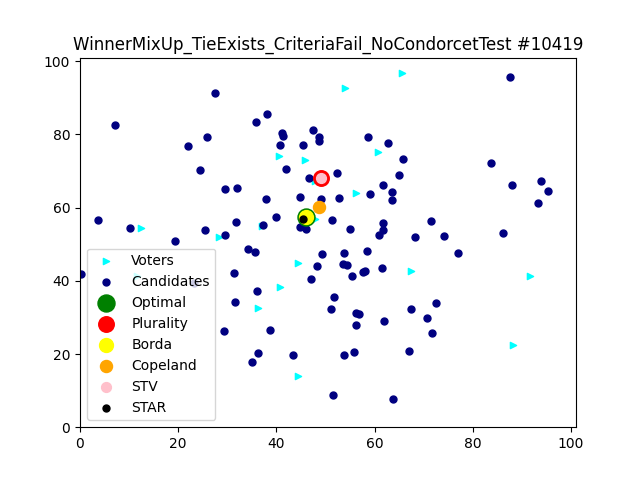 WinnerMixUp_TieExists_CriteriaFail_NoCondorcetTest #10419
100
80
60
40
20
0
Voters
Candidates
Optimal
Plurality
Borda
Copeland
STV
STAR
0 20 40 60 80 100